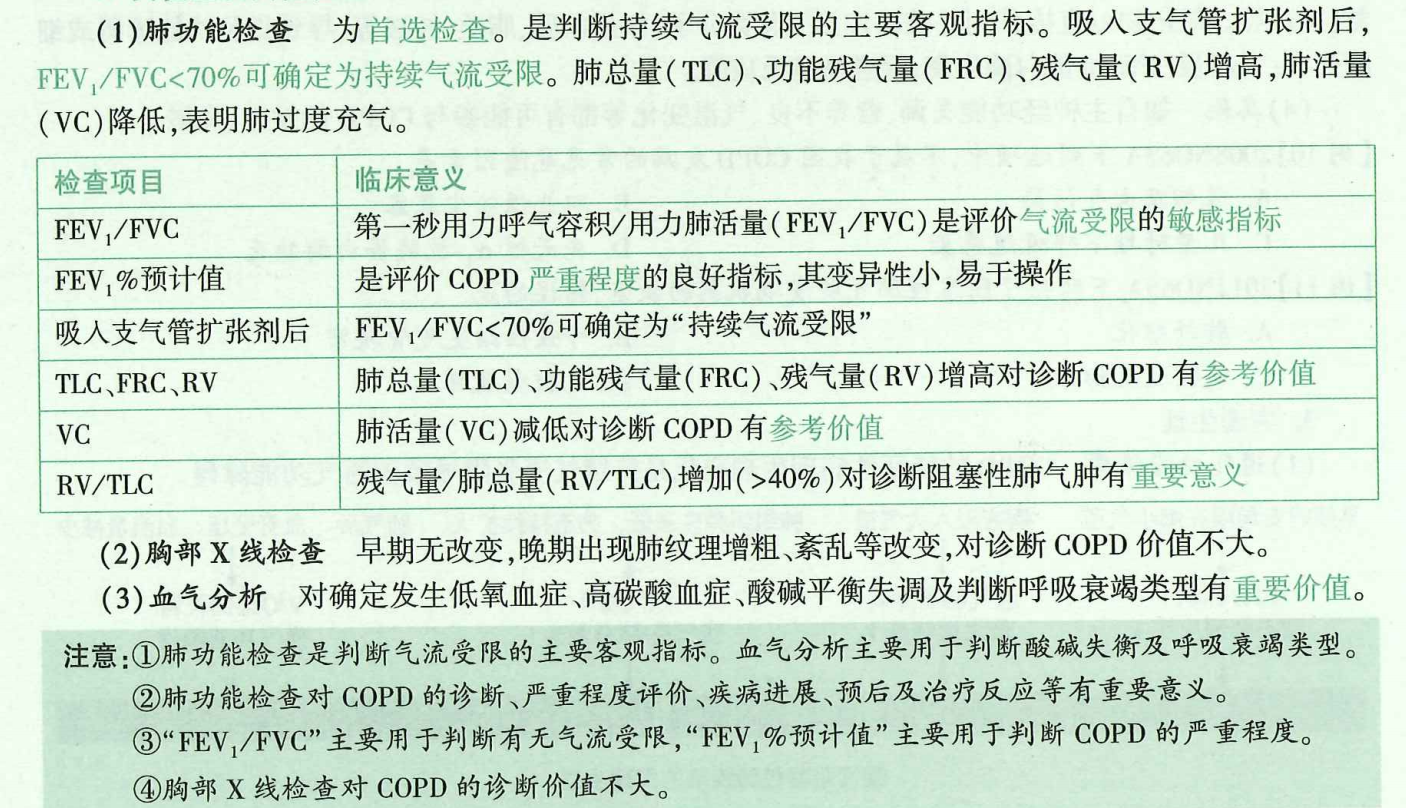 (1)肺功能检查 为首选检查。是判断持续气流受限的主要客观指标。吸入支气管扩张剂后,
FEV₁/FVC<70%可确定为持续气流受限。肺总量(TLC)、功能残气量(FRC)、残气量(RV)增高,肺活量
(VC)降低,表明肺过度充气。
检查项目 临床意义
FEV₁/FVC 第一秒用力呼气容积/用力肺活量(FEV₁/FVC)是评价气流受限的敏感指标
FEV₁%预计值 是评价 COPD 严重程度的良好指标,其变异性小,易于操作
吸入支气管扩张剂后 FEV₁/FVC<70%可确定为“持续气流受限”
TLC、FRC、RV 肺总量(TLC)、功能残气量(FRC)、残气量(RV)增高对诊断 COPD 有参考价值
VC 肺活量(VC)减低对诊断 COPD 有参考价值
RV/TLC 残气量/肺总量(RV/TLC)增加(>40%)对诊断阻塞性肺气肿有重要意义
(2)胸部 X 线检查 早期无改变,晚期出现肺纹理增粗、紊乱等改变,对诊断 COPD 价值不大。
(3)血气分析 对确定发生低氧血症、高碳酸血症、酸碱平衡失调及判断呼吸衰竭类型有重要价值。
注意:①肺功能检查是判断气流受限的主要客观指标。血气分析主要用于判断酸碱失衡及呼吸衰竭类型。
②肺功能检查对 COPD 的诊断、严重程度评价、疾病进展、预后及治疗反应等有重要意义。
③“FEV₁/FVC”主要用于判断有无气流受限,“FEV₁%预计值”主要用于判断 COPD 的严重程度。
④胸部 X 线检查对 COPD 的诊断价值不大。